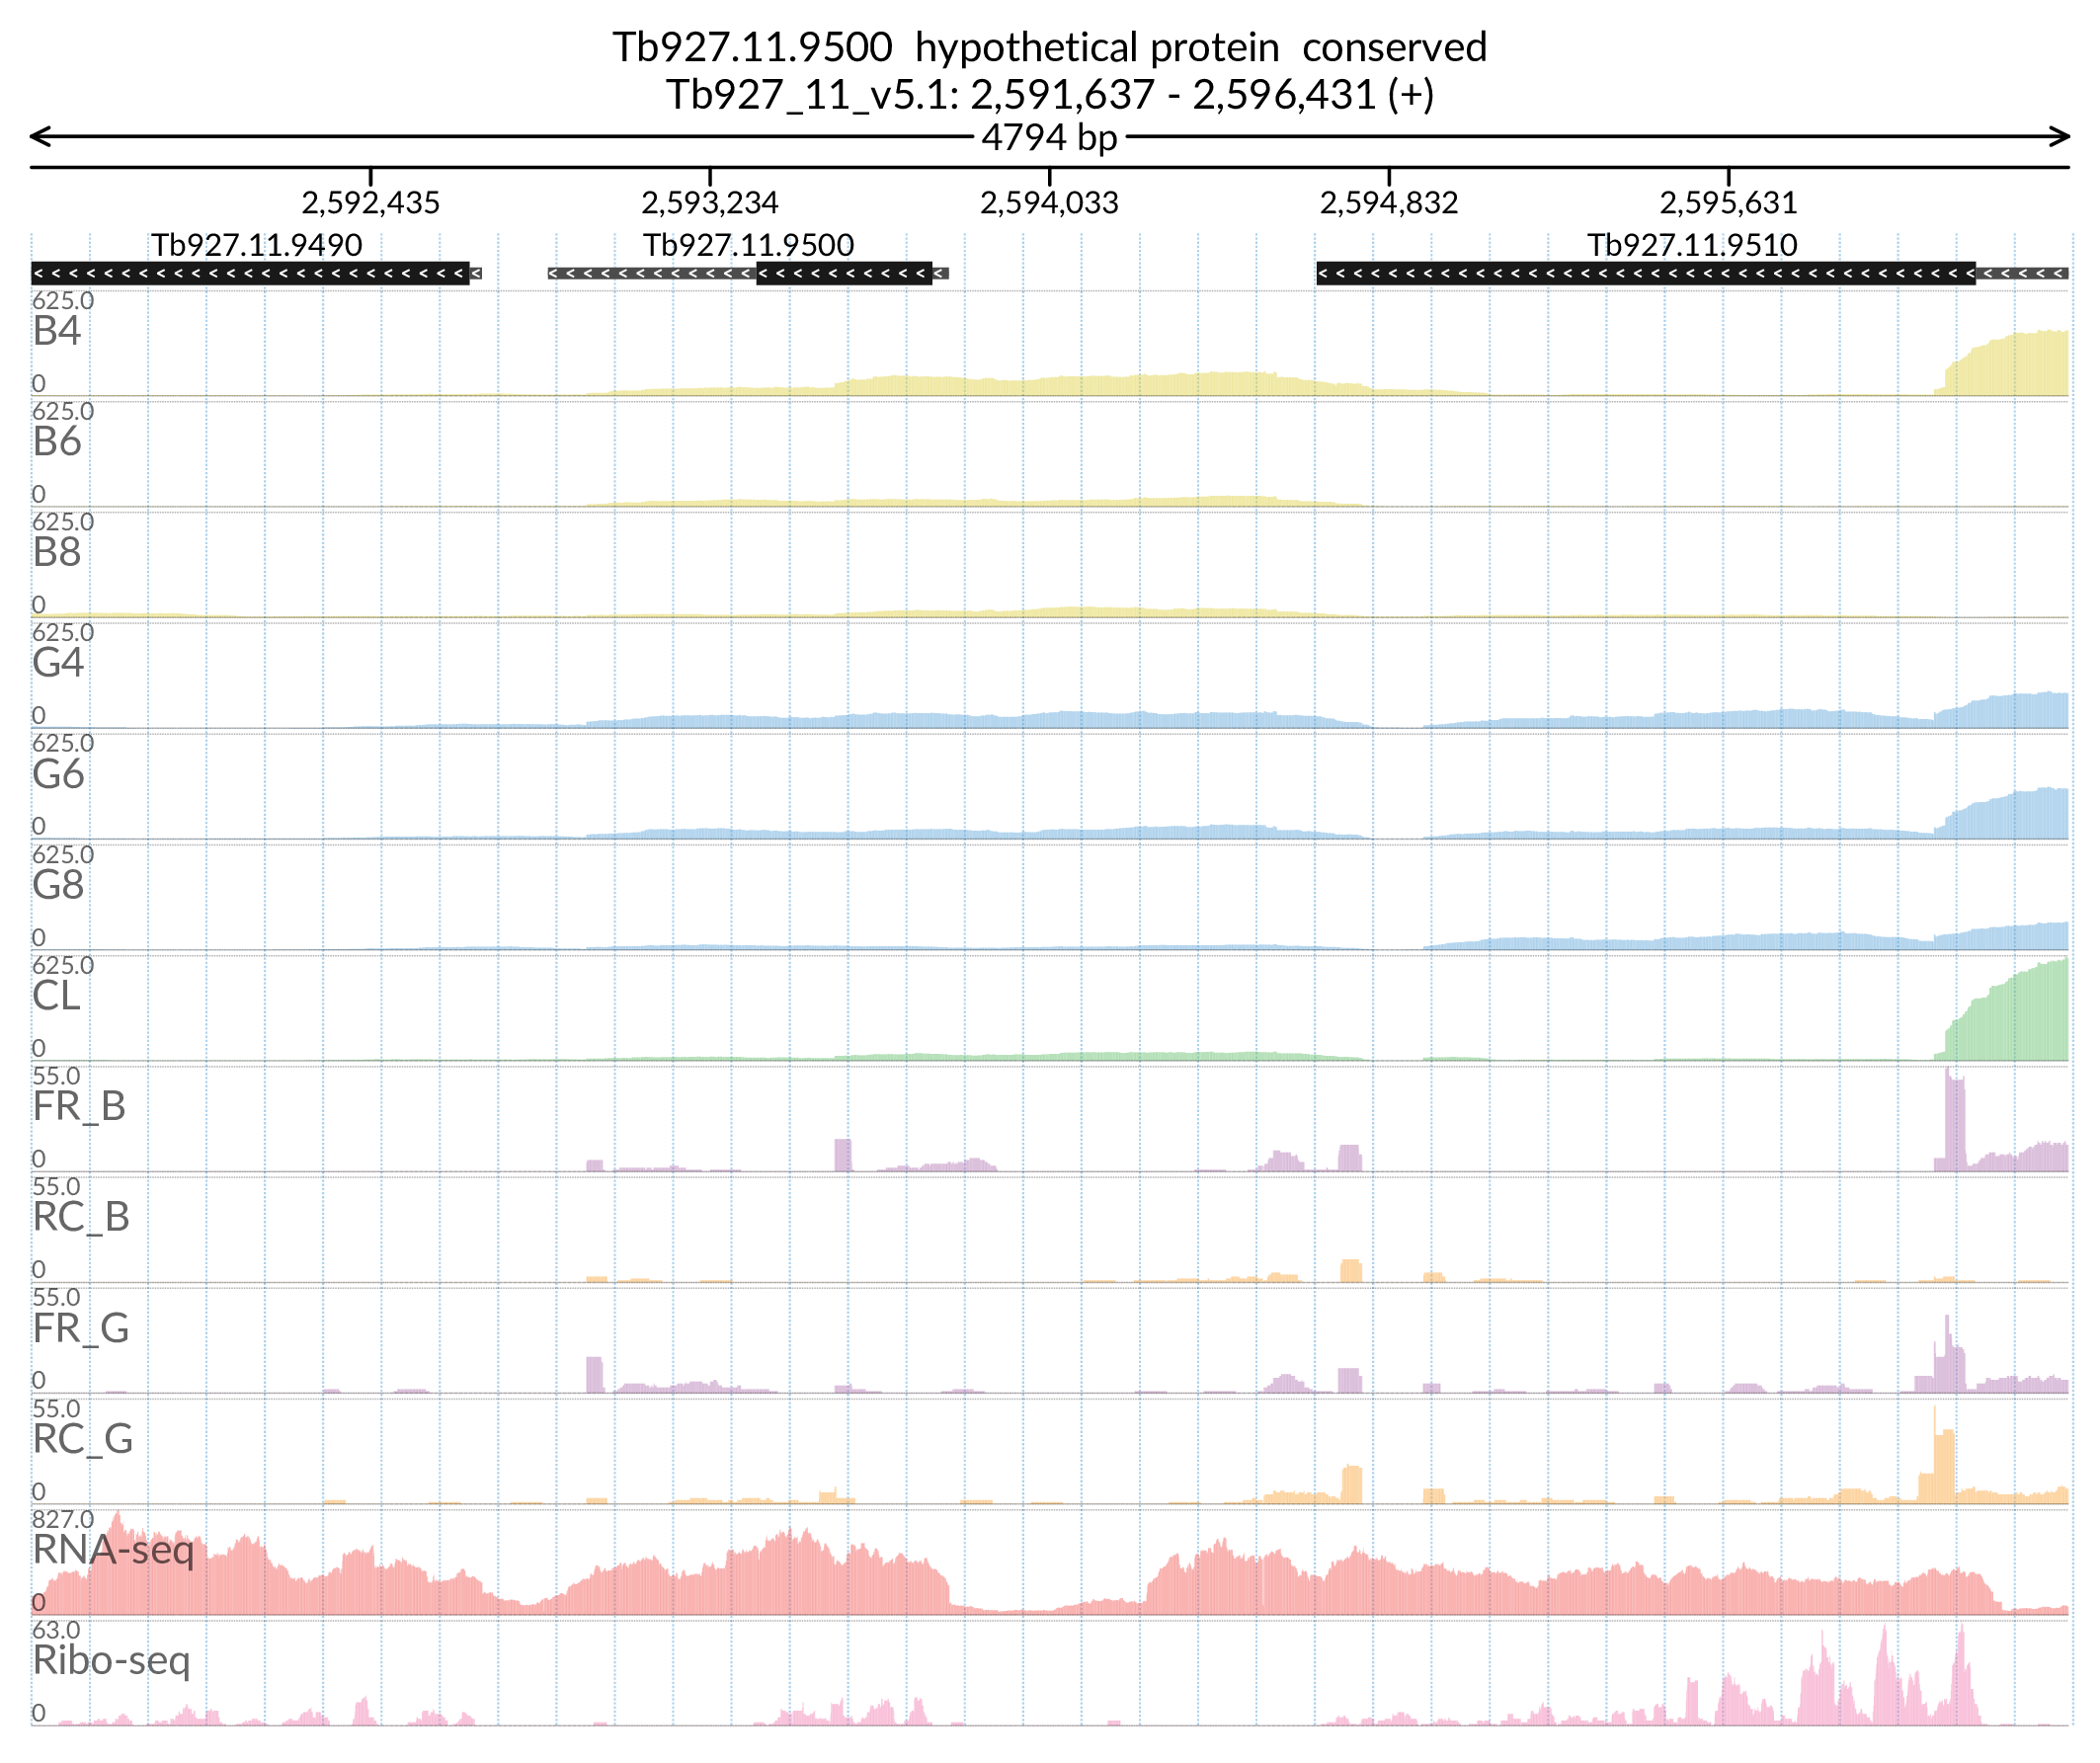 Tb927.11.9500 hypothetical protein conserved
Tb927_11_v5.1: 2,591,637 - 2,596,431 (+)
4794 bp
2,592,435 2,593,234 2,594,033 2,594,832 2,595,631
Tb927.11.9490 Tb927.11.9500 Tb927.11.9510
625.0
B4
0
625.0
B6
0
625.0
B8
0
625.0
G4
0
625.0
G6
0
625.0
G8
0
625.0
CL
0
55.0
FR_B
0
55.0
RC_B
0
55.0
FR_G
0
55.0
RC_G
0
827.0
RNA-seq
0
63.0
Ribo-seq
0